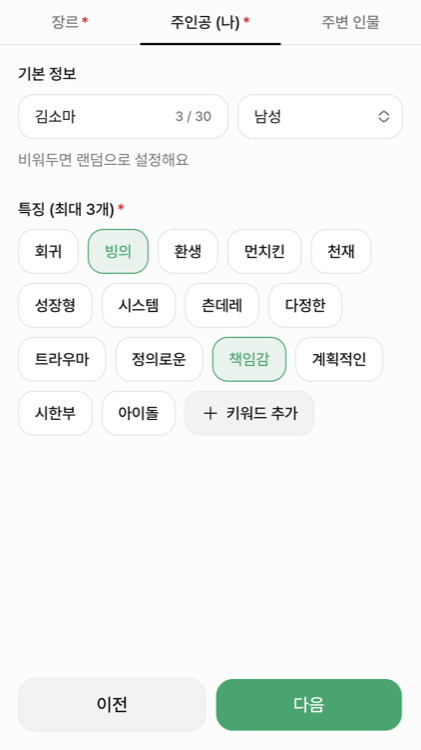 장르 * 주인공 (나) * 주변 인물
기본 정보
김소마 3 / 30 남성
비워두면 랜덤으로 설정해요
특징 (최대 3개) *
회귀 빙의 환생 먼치킨 천재
성장형 시스템 츤데레 다정한
트라우마 정의로운 책임감 계획적인
시한부 아이돌 + 키워드 추가
이전 다음